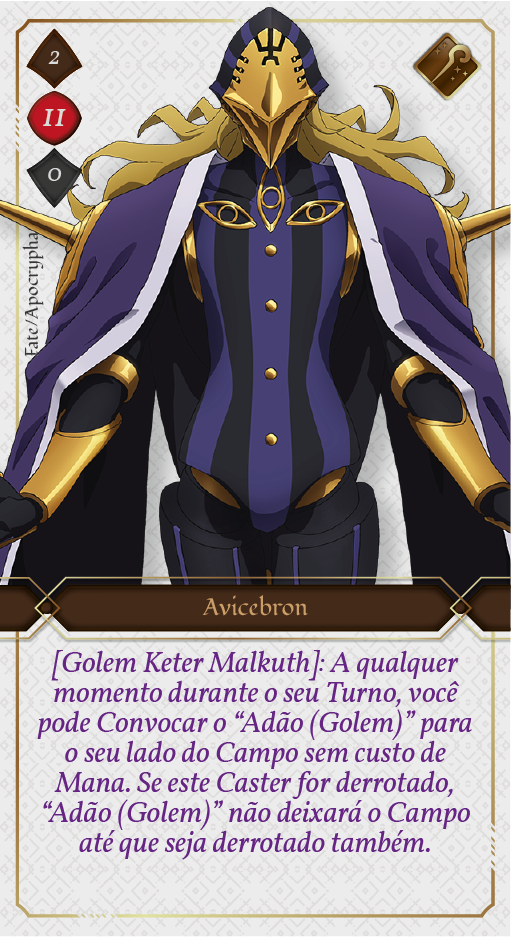 2
II
0
Fate/Apocrypha
Avicebron
[Golem Keter Malkuth]: A qualquer
momento durante o seu Turno, você
pode Convocar o “Adão (Golem)” para
o seu lado do Campo sem custo de
Mana. Se este Caster for derrotado,
“Adão (Golem)” não deixará o Campo
até que seja derrotado também.